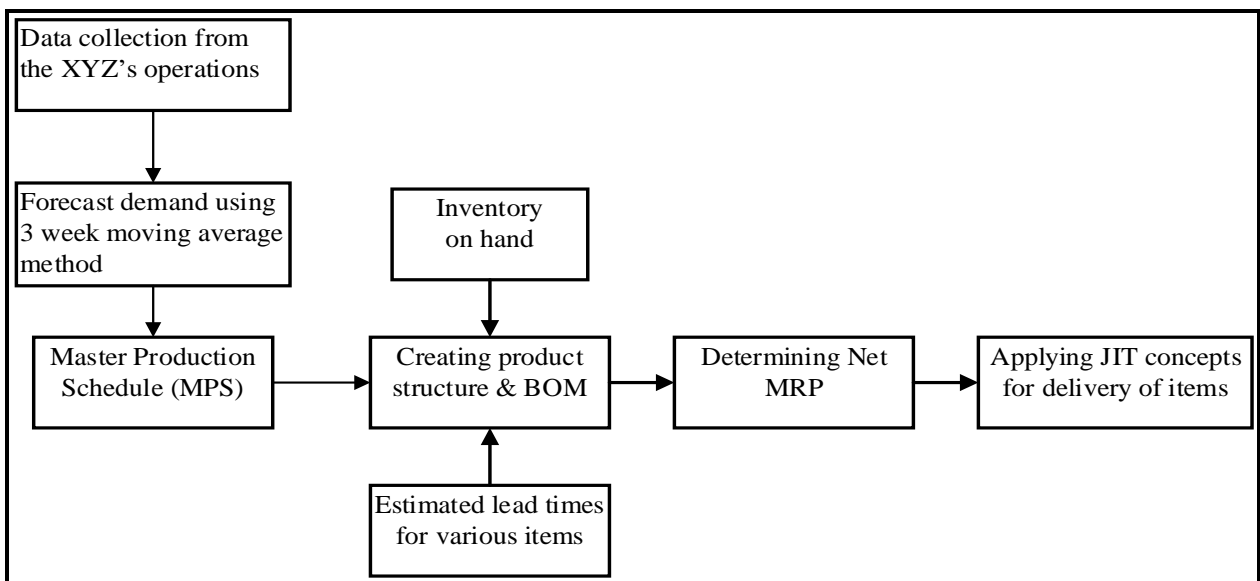 Data collection from
the XYZ’s operations
Forecast demand using
3 week moving average
method
Inventory
on hand
Master Production
Schedule (MPS)
Creating product
structure & BOM
Determining Net
MRP
Applying JIT concepts
for delivery of items
Estimated lead times
for various items